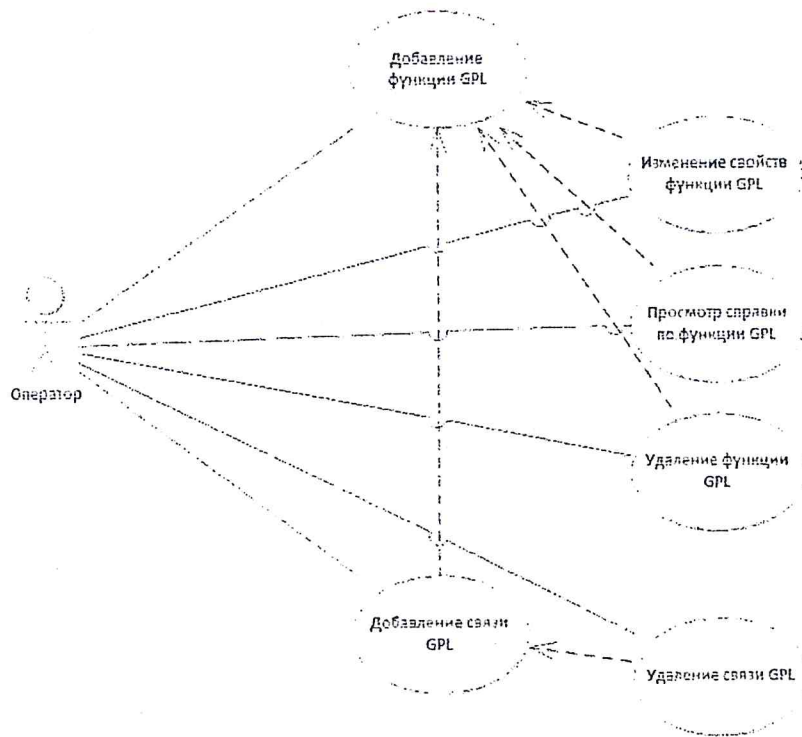 Добавление
функции GPL
Изменение свойств
функции GPL
Просмотр справки
по функции GPL
Оператор
Удаление функции
GPL
Добавление связи
GPL
Удаление связи GPL